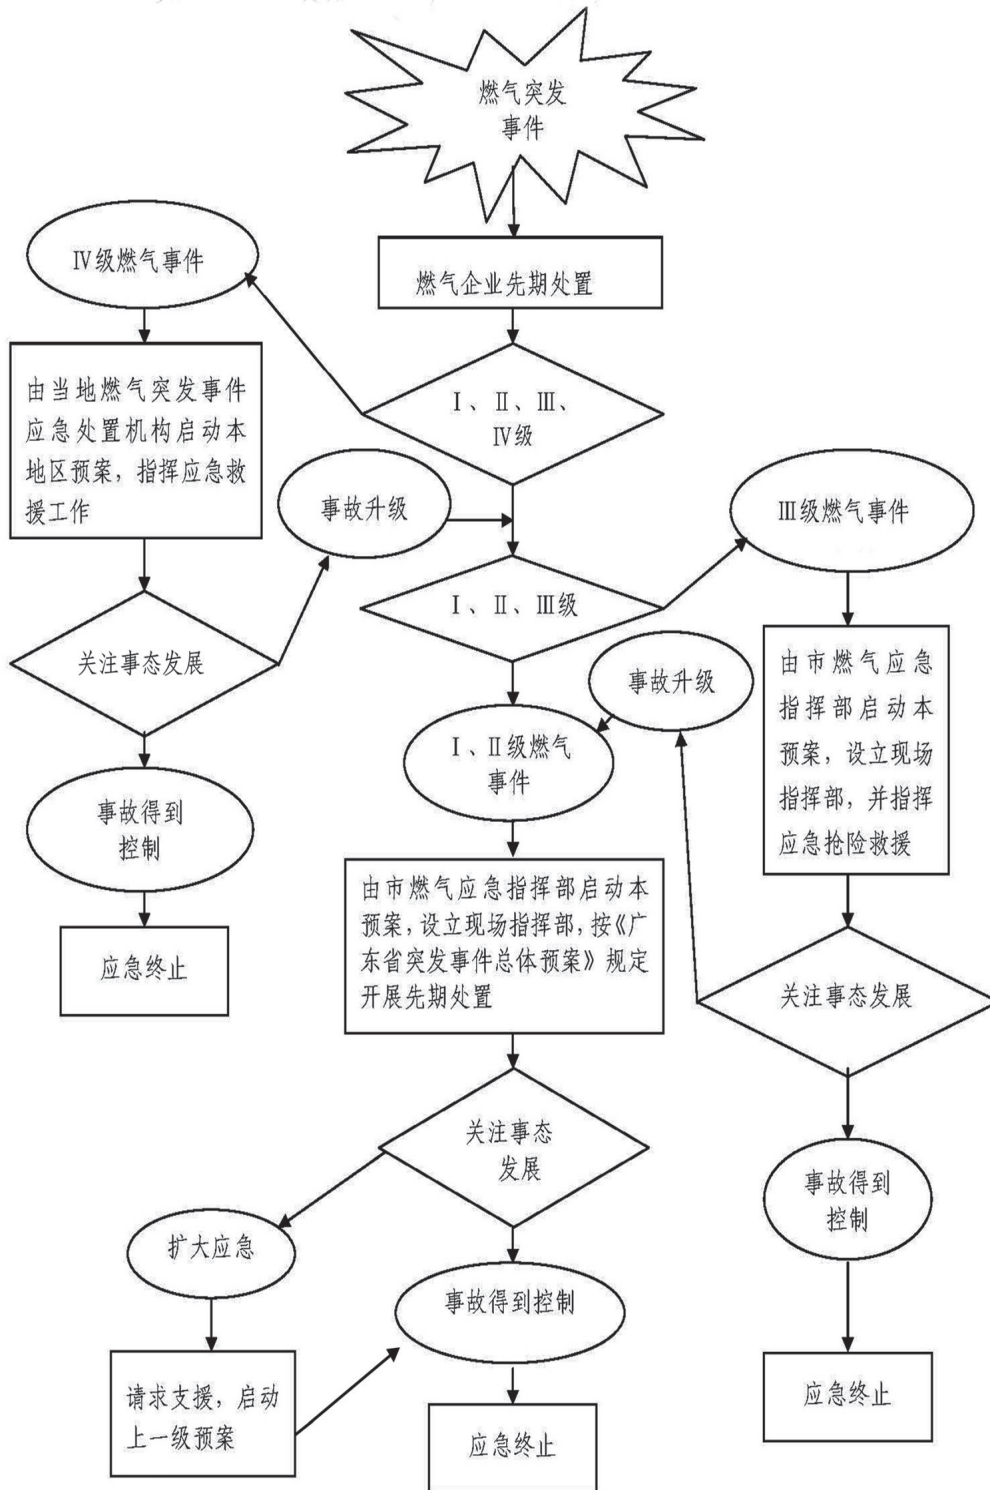 燃气突发
事件
燃气企业先期处置
Ⅰ、Ⅱ、Ⅲ、
Ⅳ级
Ⅳ级燃气事件
由当地燃气突发事件
应急处置机构启动本
地区预案，指挥应急救
援工作
关注事态发展
事故升级
事故得到
控制
应急终止
Ⅰ、Ⅱ、Ⅲ级
Ⅲ级燃气事件
由市燃气应急
指挥部启动本
预案，设立现场
指挥部，并指挥
应急抢险救援
关注事态发展
事故升级
事故得到
控制
应急终止
Ⅰ、Ⅱ级燃气
事件
由市燃气应急指挥部启动本
预案，设立现场指挥部，按《广
东省突发事件总体预案》规定
开展先期处置
关注事态
发展
扩大应急
请求支援，启动
上一级预案
事故得到控制
应急终止